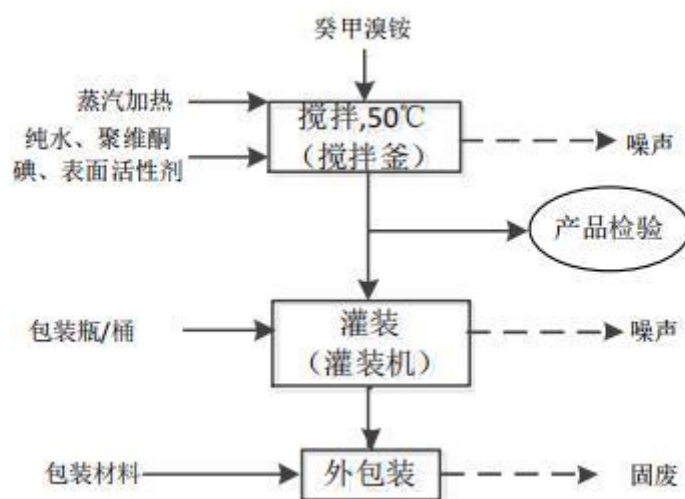 癸甲溴铵
蒸汽加热
搅拌,50℃
(搅拌釜)
噪声
纯水、聚维酮
碘、表面活性剂
产品检验
包装瓶/桶
灌装
(灌装机)
噪声
包装材料
外包装
固废